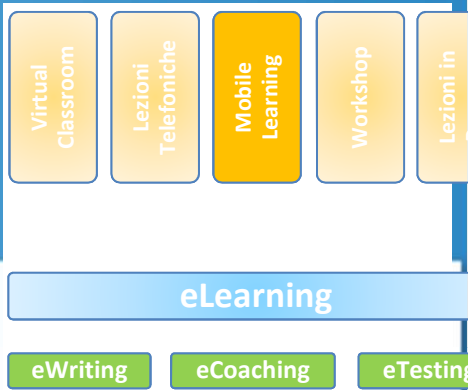 Virtual
Classroom
Lezioni
Telefoniche
Mobile
Learning
Workshop
Lezioni in
eLearning
eWriting
eCoaching
eTesting